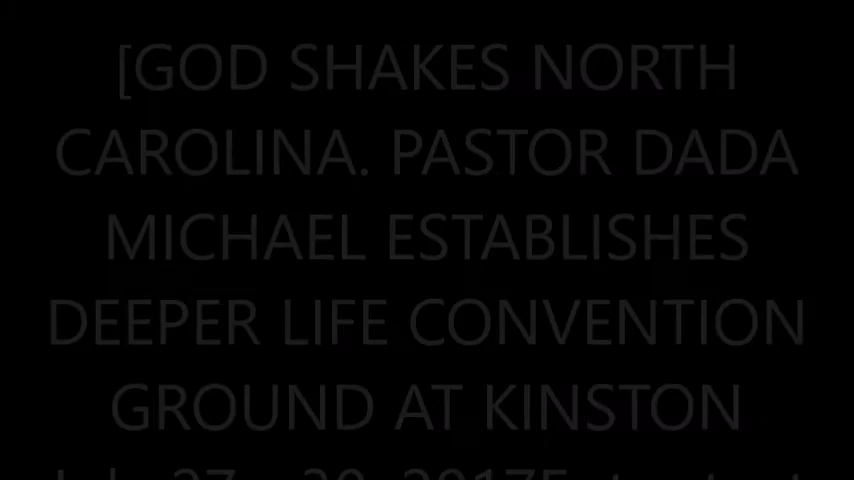 [GOD SHAKES NORTH
CAROLINA. PASTOR DADA
MICHAEL ESTABLISHES
DEEPER LIFE CONVENTION
GROUND AT KINSTON